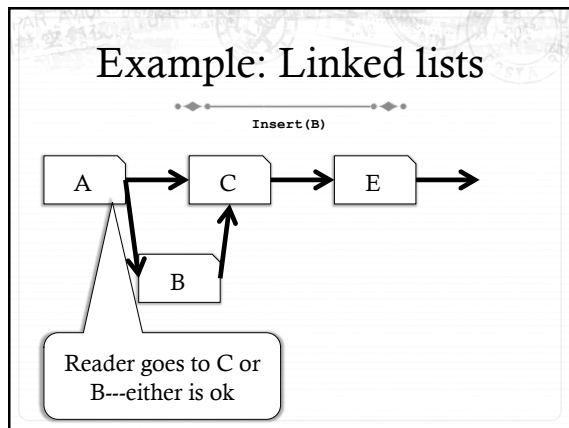 Example: Linked lists
Insert(B)
A
C
E
B
Reader goes to C or
B---either is ok